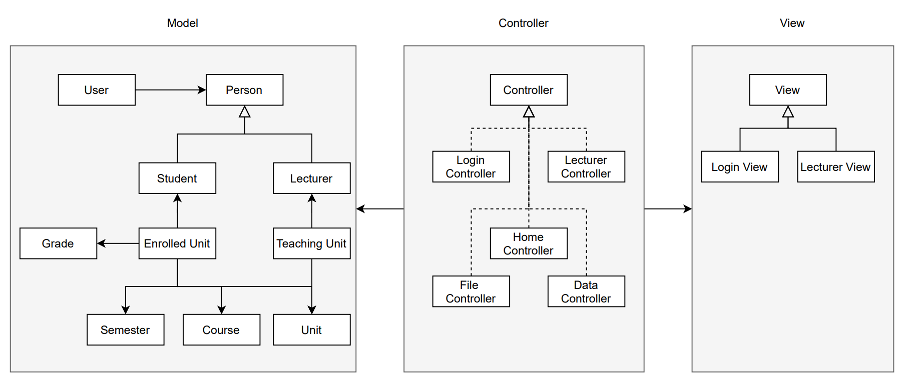 Model
Controller
View
User
Person
Controller
View
Login
Controller
Lecturer
Controller
Login View
Lecturer View
Student
Lecturer
Grade
Enrolled Unit
Teaching Unit
Home
Controller
File
Controller
Data
Controller
Semester
Course
Unit